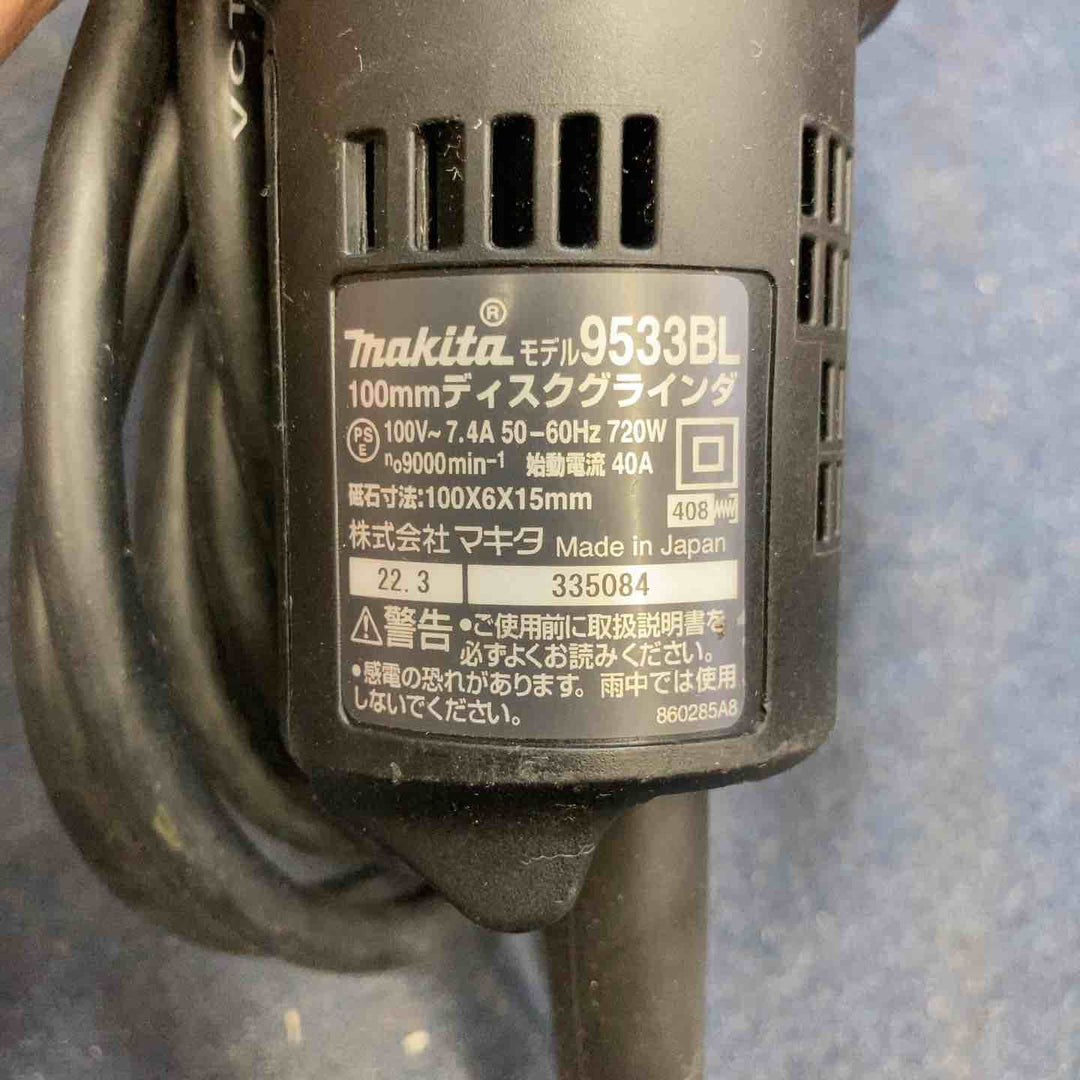 VCT
makita® モデル9533BL
100mmディスクグラインダ
PS E 100V~ 7.4A 50-60Hz 720W
n₀9000min⁻¹ 始動電流 40A
砥石寸法:100X6X15mm
408
株式会社 マキタ Made in Japan
22.3 335084
⚠警告 •ご使用前に取扱説明書を
必ずよくお読みください。
•感電の恐れがあります。雨中では使用
しないでください。 860285A8